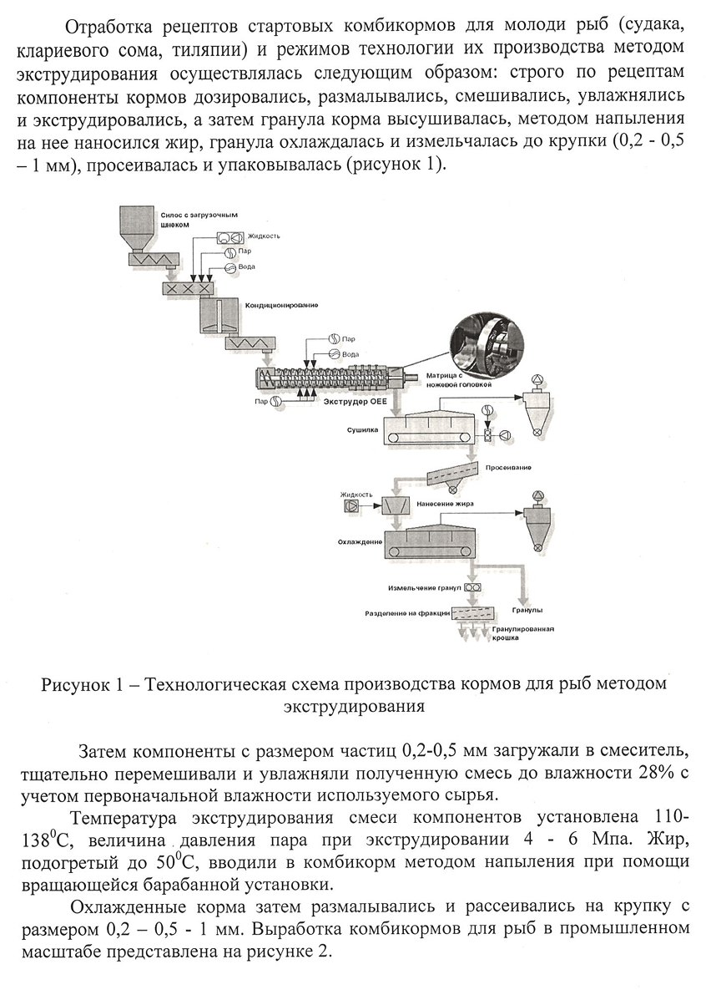 Отработка рецептов стартовых комбикормов для молоди рыб (судака,
клариевого сома, тиляпии) и режимов технологии их производства методом
экструдирования осуществлялась следующим образом: строго по рецептам
компоненты кормов дозировались, размалывались, смешивались, увлажнялись
и экструдировались, а затем гранула корма высушивалась, методом напыления
на нее наносился жир, гранула охлаждалась и измельчалась до крупки (0,2 - 0,5
– 1 мм), просеивалась и упаковывалась (рисунок 1).
Силос с загрузочным
шнеком
Жидкость
Пар
Вода
Кондиционирование
Пар
Вода
Матрица с
ножевой головкой
Пар
Экструдер ОЕЕ
Сушилка
Просеивание
Жидкость
Нанесение жира
Охлаждение
Измельчение гранул
Гранулы
Разделение на фракции
Гранулированная
крошка
Рисунок 1 – Технологическая схема производства кормов для рыб методом
экструдирования
Затем компоненты с размером частиц 0,2-0,5 мм загружали в смеситель,
тщательно перемешивали и увлажняли полученную смесь до влажности 28% с
учетом первоначальной влажности используемого сырья.
Температура экструдирования смеси компонентов установлена 110-
138⁰С, величина давления пара при экструдировании 4 - 6 Мпа. Жир,
подогретый до 50⁰С, вводили в комбикорм методом напыления при помощи
вращающейся барабанной установки.
Охлажденные корма затем размалывались и рассеивались на крупку с
размером 0,2 – 0,5 - 1 мм. Выработка комбикормов для рыб в промышленном
масштабе представлена на рисунке 2.